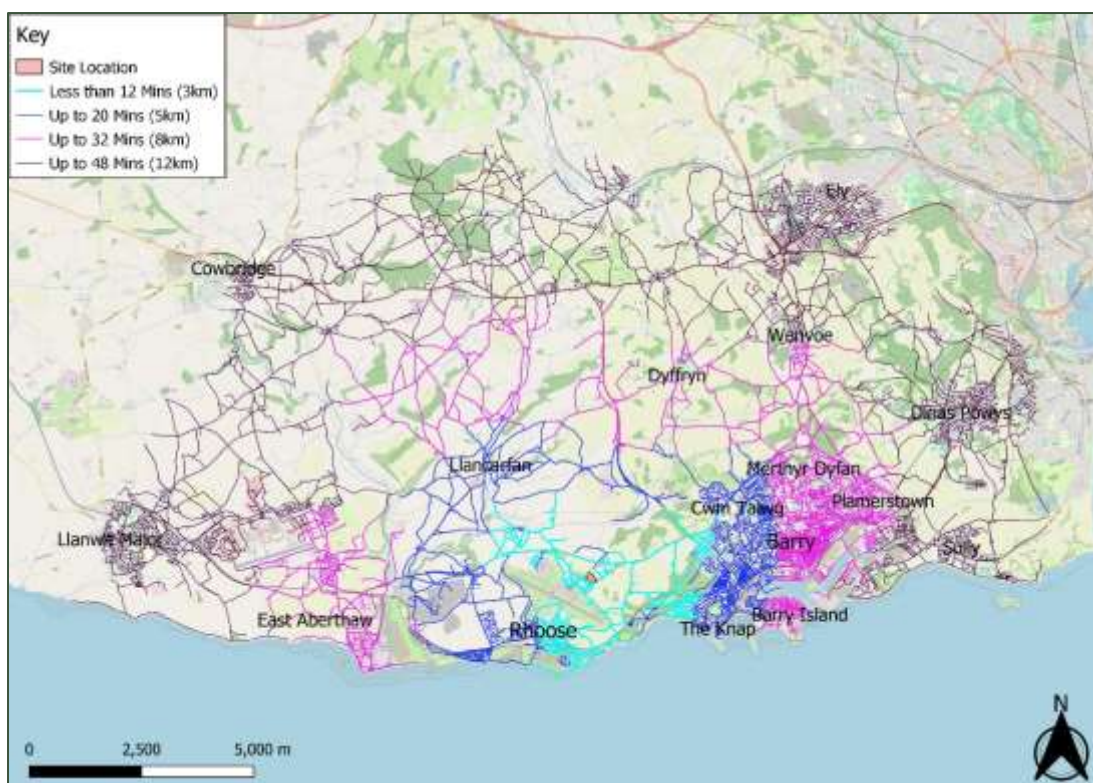 Key
Site Location
Less than 12 Mins (3km)
Up to 20 Mins (5km)
Up to 32 Mins (8km)
Up to 48 Mins (12km)
Ely
Cowbridge
Wenvoe
Dyffryn
Dinas Powys
Llancarfan
Merthyr Dyfan
Plamerstown
Cwm Talwg
Llanwit Major
Barry
Sully
East Aberthaw
Rhoose
The Knap
Barry Island
N
0 2,500 5,000 m